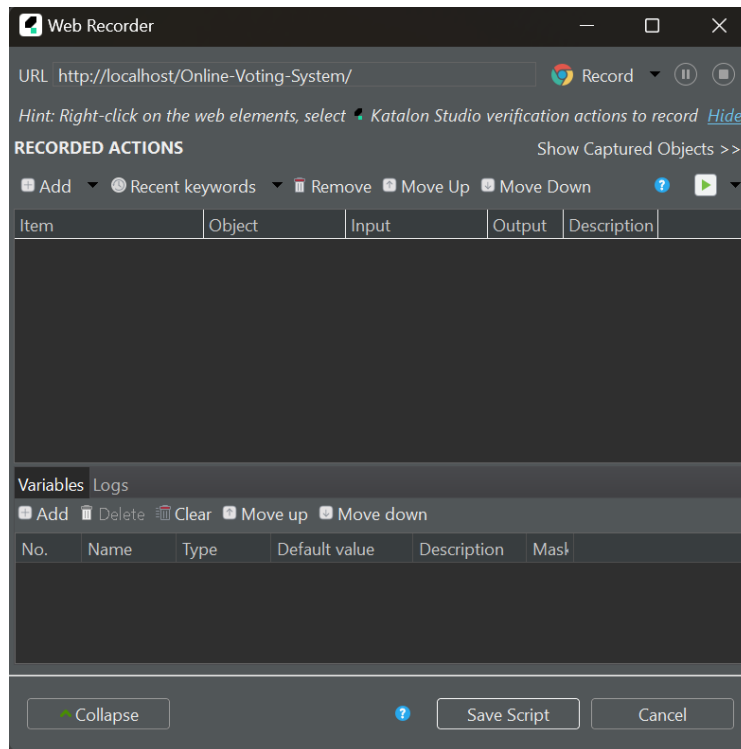 Web Recorder
URL http://localhost/Online-Voting-System/ Record
Hint: Right-click on the web elements, select Katalon Studio verification actions to record Hide
RECORDED ACTIONS Show Captured Objects >>
Add Recent keywords Remove Move Up Move Down
Item Object Input Output Description
Variables Logs
Add Delete Clear Move up Move down
No. Name Type Default value Description Mask
Collapse Save Script Cancel